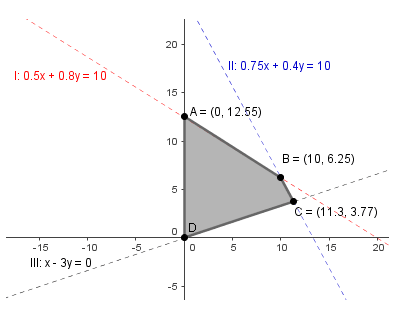 20
I: 0.5x + 0.8y = 10
II: 0.75x + 0.4y = 10
15
A = (0, 12.55)
10
B = (10, 6.25)
5
C = (11.3, 3.77)
D
0
-15 -10 -5 0 5 10 15 20
III: x - 3y = 0
-5